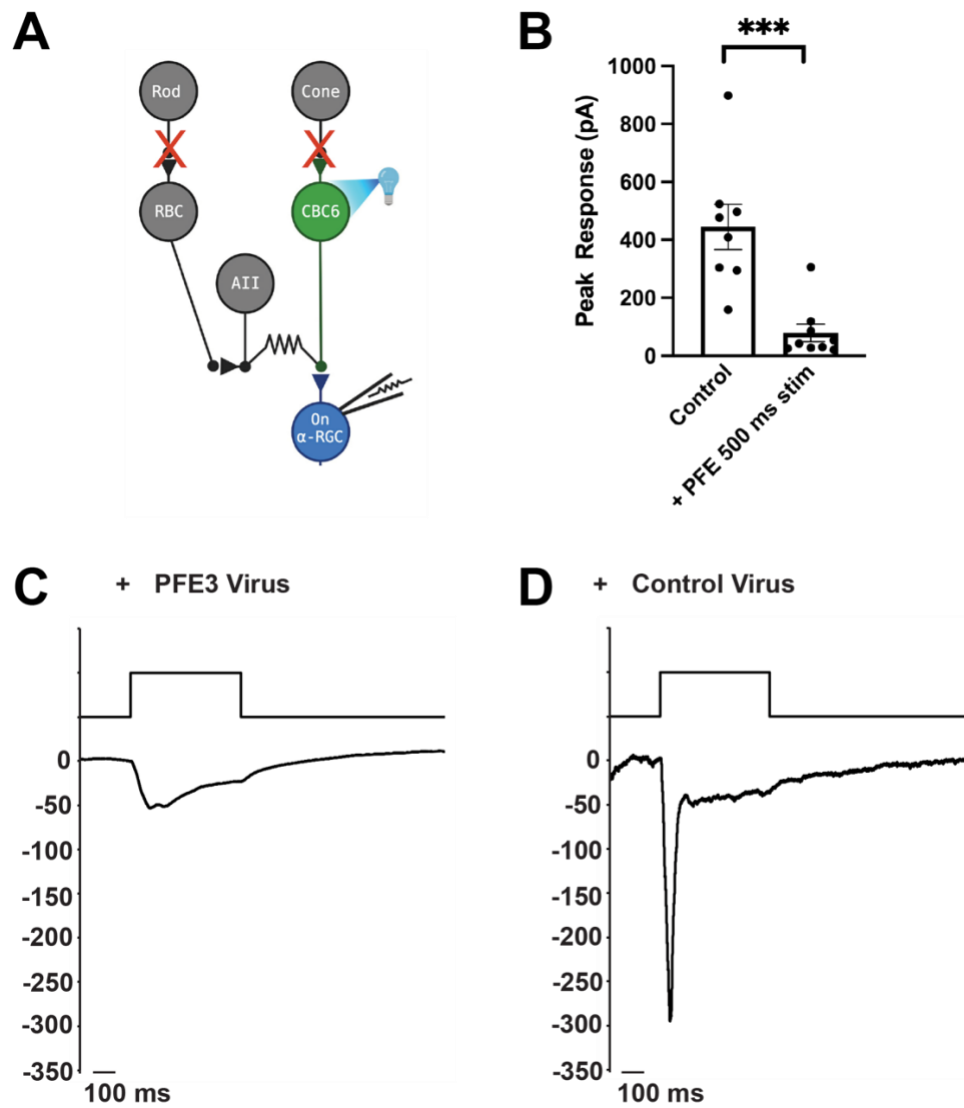 A
Rod
Cone
X
X
RBC
CBC6
AII
On
α-RGC
B
***
Peak Response (pA)
1000
800
600
400
200
0
Control
+ PFE 500 ms stim
C
+ PFE3 Virus
0
-50
-100
-150
-200
-250
-300
-350
100 ms
D
+ Control Virus
0
-50
-100
-150
-200
-250
-300
-350
100 ms